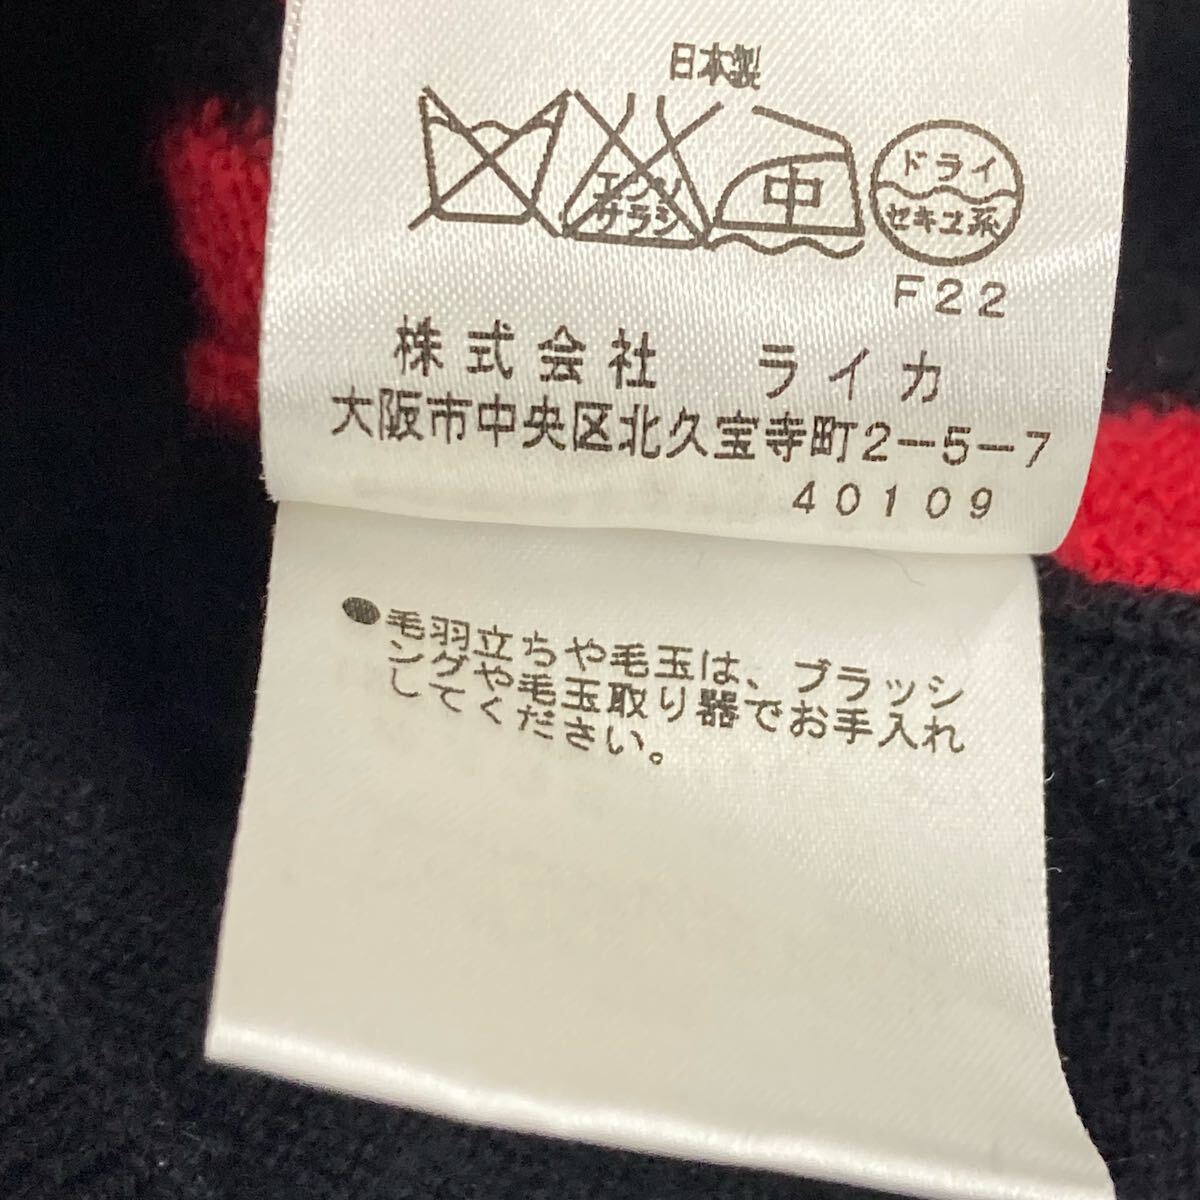 日本製
エンソ
サラシ
中
ドライ
セキユ系
F22
株式会社 ライカ
大阪市中央区北久宝寺町2-5-7
40109
●毛羽立ちや毛玉は、ブラッシ
ングや毛玉取り器でお手入れ
してください。